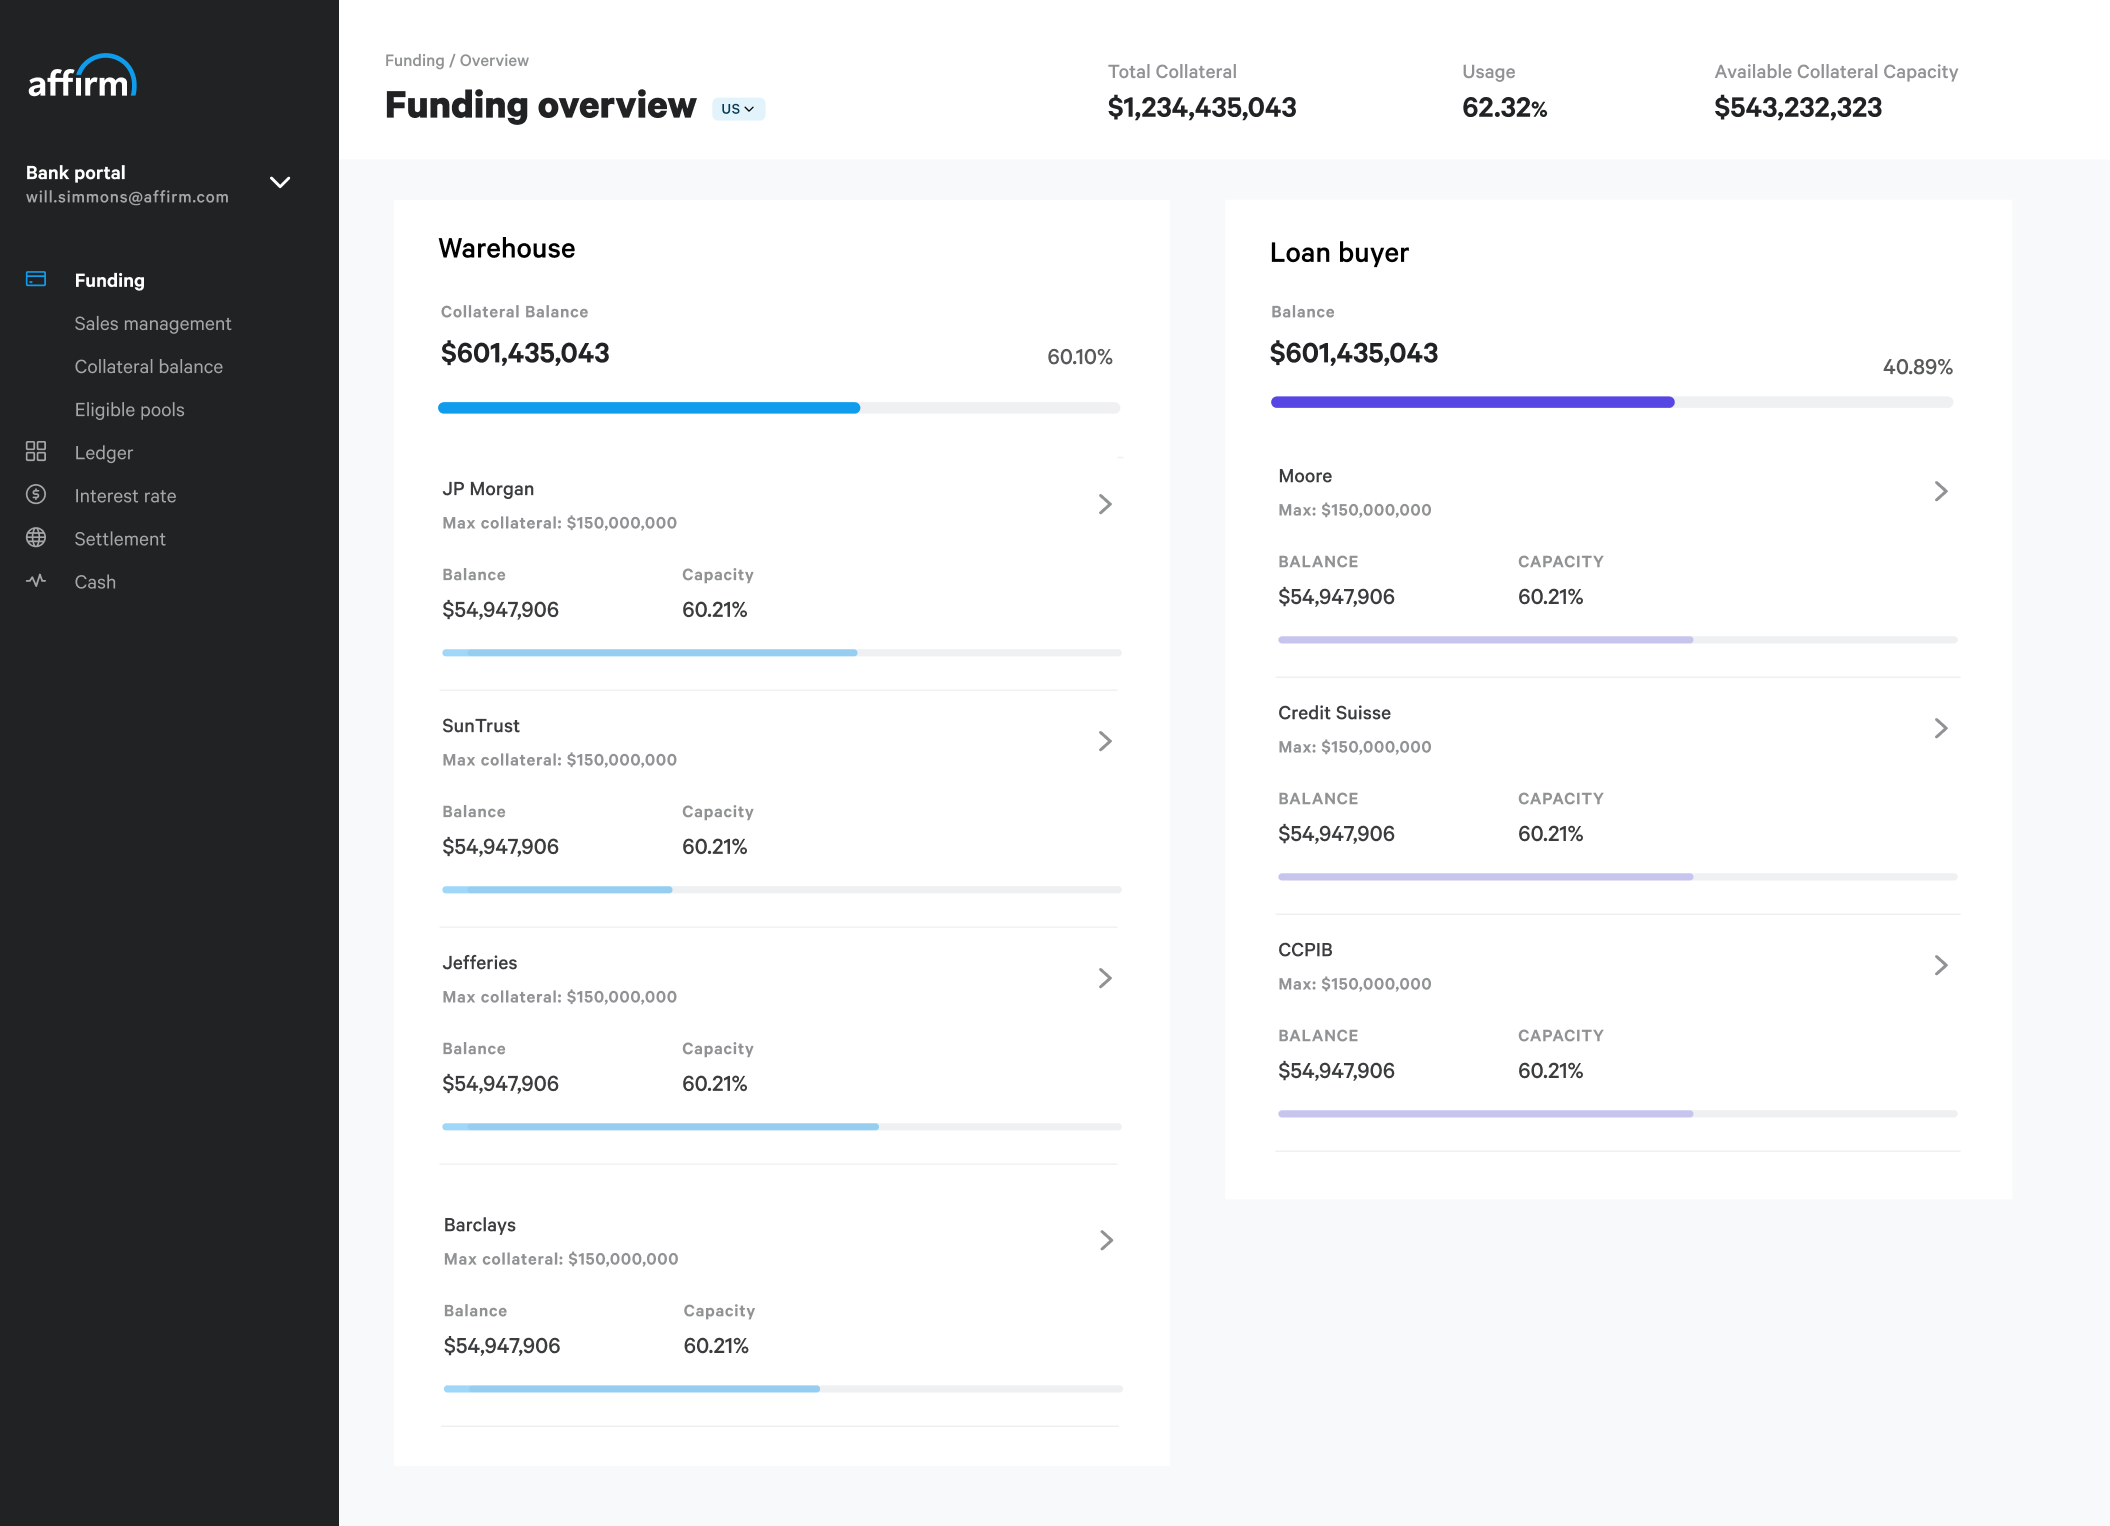 affirm
Bank portal
will.simmons@affirm.com
Funding
Sales management
Collateral balance
Eligible pools
Ledger
Interest rate
Settlement
Cash
Funding / Overview
Funding overview
US
Total Collateral
$1,234,435,043
Usage
62.32%
Available Collateral Capacity
$543,232,323
Warehouse
Collateral Balance
$601,435,043
60.10%
JP Morgan
Max collateral: $150,000,000
Balance Capacity
$54,947,906 60.21%
SunTrust
Max collateral: $150,000,000
Balance Capacity
$54,947,906 60.21%
Jefferies
Max collateral: $150,000,000
Balance Capacity
$54,947,906 60.21%
Barclays
Max collateral: $150,000,000
Balance Capacity
$54,947,906 60.21%
Loan buyer
Balance
$601,435,043
40.89%
Moore
Max: $150,000,000
BALANCE CAPACITY
$54,947,906 60.21%
Credit Suisse
Max: $150,000,000
BALANCE CAPACITY
$54,947,906 60.21%
CCPIB
Max: $150,000,000
BALANCE CAPACITY
$54,947,906 60.21%